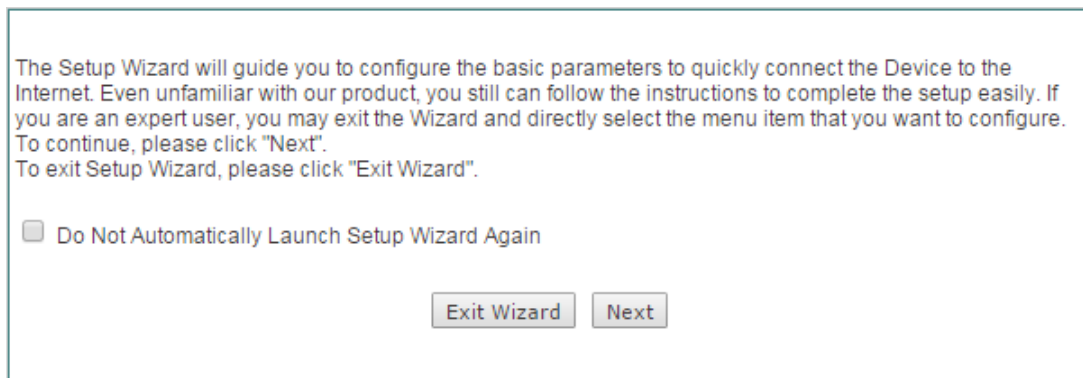 The Setup Wizard will guide you to configure the basic parameters to quickly connect the Device to the
Internet. Even unfamiliar with our product, you still can follow the instructions to complete the setup easily. If
you are an expert user, you may exit the Wizard and directly select the menu item that you want to configure.
To continue, please click "Next".
To exit Setup Wizard, please click "Exit Wizard".
Do Not Automatically Launch Setup Wizard Again
Exit Wizard Next